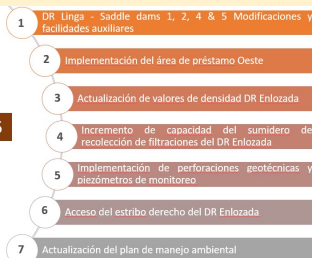 1
DR Linga - Saddle dams 1, 2, 4 & 5 Modificaciones y
facilidades auxiliares
2
Implementación del área de préstamo Oeste
3
Actualización de valores de densidad DR Enlozada
4
Incremento de capacidad del sumidero de
recolección de filtraciones del DR Enlozada
5
Implementación de perforaciones geotécnicas y
piezómetros de monitoreo
6
Acceso del estribo derecho del DR Enlozada
7
Actualización del plan de manejo ambiental